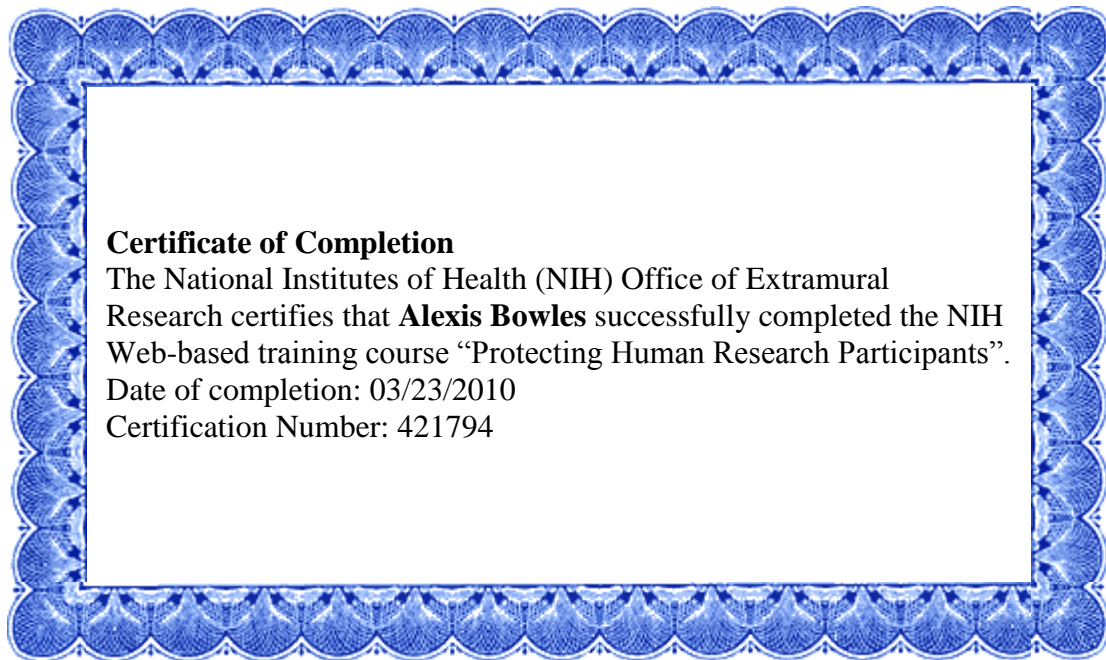 Certificate of Completion
The National Institutes of Health (NIH) Office of Extramural
Research certifies that Alexis Bowles successfully completed the NIH
Web-based training course “Protecting Human Research Participants”.
Date of completion: 03/23/2010
Certification Number: 421794